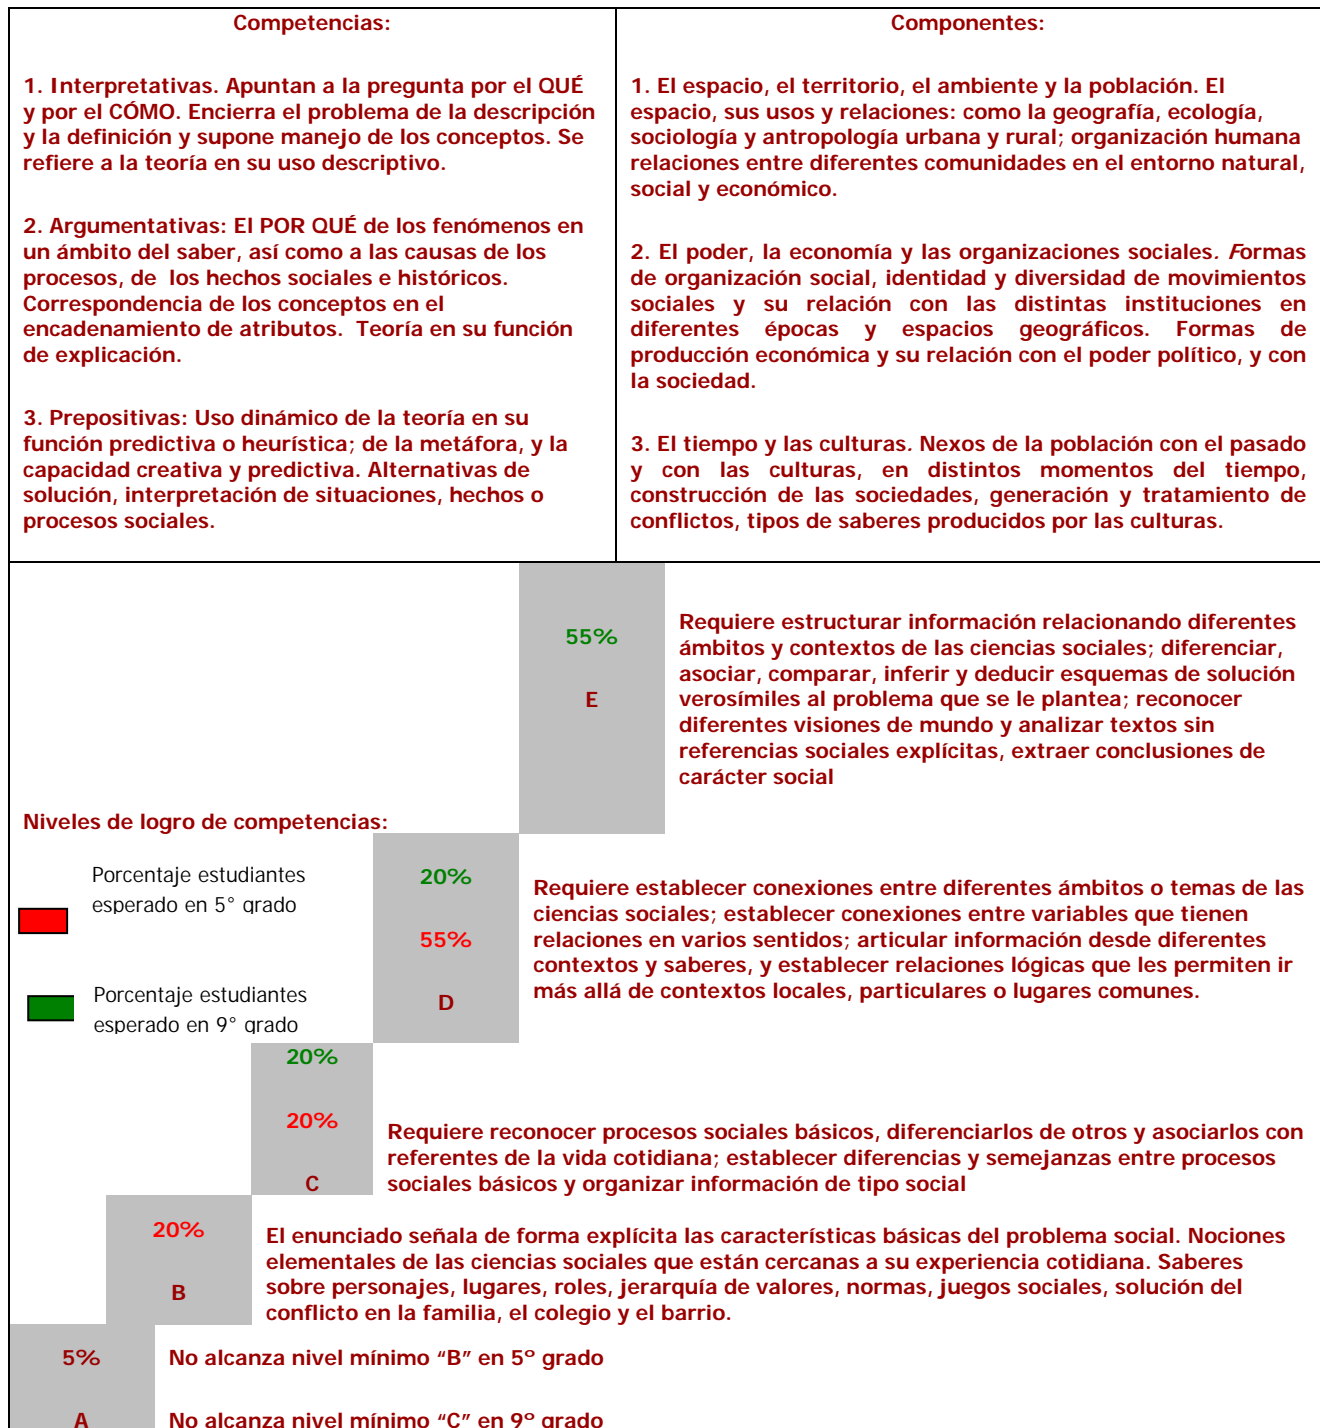 Competencias:
1. Interpretativas. Apuntan a la pregunta por el QUÉ
y por el CÓMO. Encierra el problema de la descripción
y la definición y supone manejo de los conceptos. Se
refiere a la teoría en su uso descriptivo.
2. Argumentativas: El POR QUÉ de los fenómenos en
un ámbito del saber, así como a las causas de los
procesos, de los hechos sociales e históricos.
Correspondencia de los conceptos en el
encadenamiento de atributos. Teoría en su función
de explicación.
3. Prepositivas: Uso dinámico de la teoría en su
función predictiva o heurística; de la metáfora, y la
capacidad creativa y predictiva. Alternativas de
solución, interpretación de situaciones, hechos o
procesos sociales.
Componentes:
1. El espacio, el territorio, el ambiente y la población. El
espacio, sus usos y relaciones: como la geografía, ecología,
sociología y antropología urbana y rural; organización humana
relaciones entre diferentes comunidades en el entorno natural,
social y económico.
2. El poder, la economía y las organizaciones sociales. Formas
de organización social, identidad y diversidad de movimientos
sociales y su relación con las distintas instituciones en
diferentes épocas y espacios geográficos. Formas de
producción económica y su relación con el poder político, y con
la sociedad.
3. El tiempo y las culturas. Nexos de la población con el pasado
y con las culturas, en distintos momentos del tiempo,
construcción de las sociedades, generación y tratamiento de
conflictos, tipos de saberes producidos por las culturas.
55%
E
Requiere estructurar información relacionando diferentes
ámbitos y contextos de las ciencias sociales; diferenciar,
asociar, comparar, inferir y deducir esquemas de solución
verosímiles al problema que se le plantea; reconocer
diferentes visiones de mundo y analizar textos sin
referencias sociales explícitas, extraer conclusiones de
carácter social
Niveles de logro de competencias:
Porcentaje estudiantes
esperado en 5° grado
Porcentaje estudiantes
esperado en 9° grado
20%
55%
D
Requiere establecer conexiones entre diferentes ámbitos o temas de las
ciencias sociales; establecer conexiones entre variables que tienen
relaciones en varios sentidos; articular información desde diferentes
contextos y saberes, y establecer relaciones lógicas que les permiten ir
más allá de contextos locales, particulares o lugares comunes.
20%
20%
C
Requiere reconocer procesos sociales básicos, diferenciarlos de otros y asociarlos con
referentes de la vida cotidiana; establecer diferencias y semejanzas entre procesos
sociales básicos y organizar información de tipo social
20%
B
El enunciado señala de forma explícita las características básicas del problema social. Nociones
elementales de las ciencias sociales que están cercanas a su experiencia cotidiana. Saberes
sobre personajes, lugares, roles, jerarquía de valores, normas, juegos sociales, solución del
conflicto en la familia, el colegio y el barrio.
5%
A
No alcanza nivel mínimo “B” en 5º grado
No alcanza nivel mínimo “C” en 9º grado